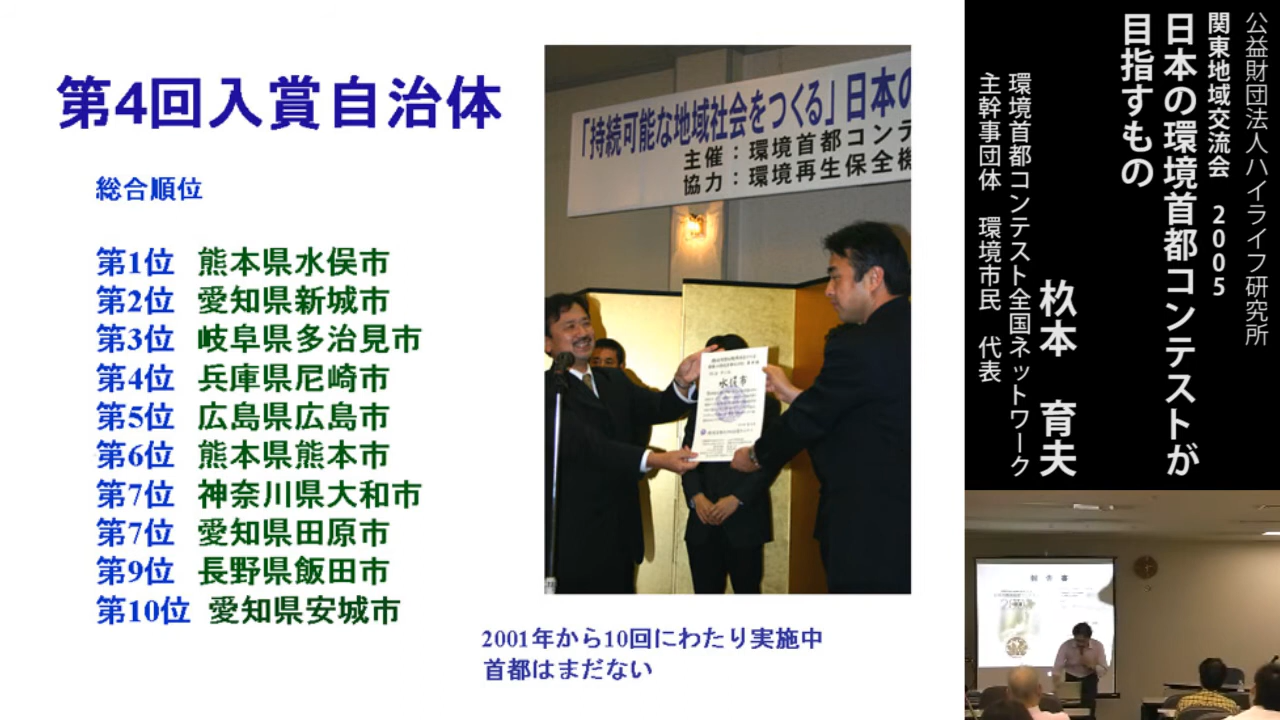 第4回入賞自治体
総合順位
第1位 熊本県水俣市
第2位 愛知県新城市
第3位 岐阜県多治見市
第4位 兵庫県尼崎市
第5位 広島県広島市
第6位 熊本県熊本市
第7位 神奈川県大和市
第7位 愛知県田原市
第9位 長野県飯田市
第10位 愛知県安城市
「持続可能な地域社会をつくる」日本の
主催:環境首都コンテ
協力:環境再生保全機
水俣市
2001年から10回にわたり実施中
首都はまだない
公益財団法人ハイライフ研究所
関東地域交流会 2005
日本の環境首都コンテストが
目指すもの
環境首都コンテスト全国ネットワーク
主幹事団体 環境市民 代表
杦本 育夫
報告書